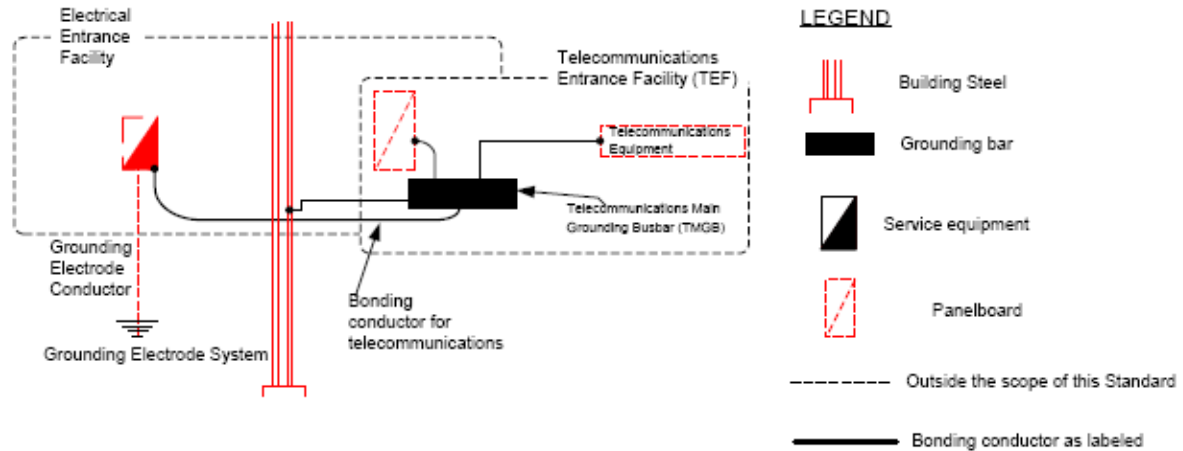 Electrical
Entrance
Facility
Telecommunications
Entrance Facility (TEF)
Telecommunications
Equipment
Telecommunications Main
Grounding Busbar (TMGB)
Grounding
Electrode
Conductor
Bonding
conductor for
telecommunications
Grounding Electrode System
LEGEND
Building Steel
Grounding bar
Service equipment
Panelboard
Outside the scope of this Standard
Bonding conductor as labeled